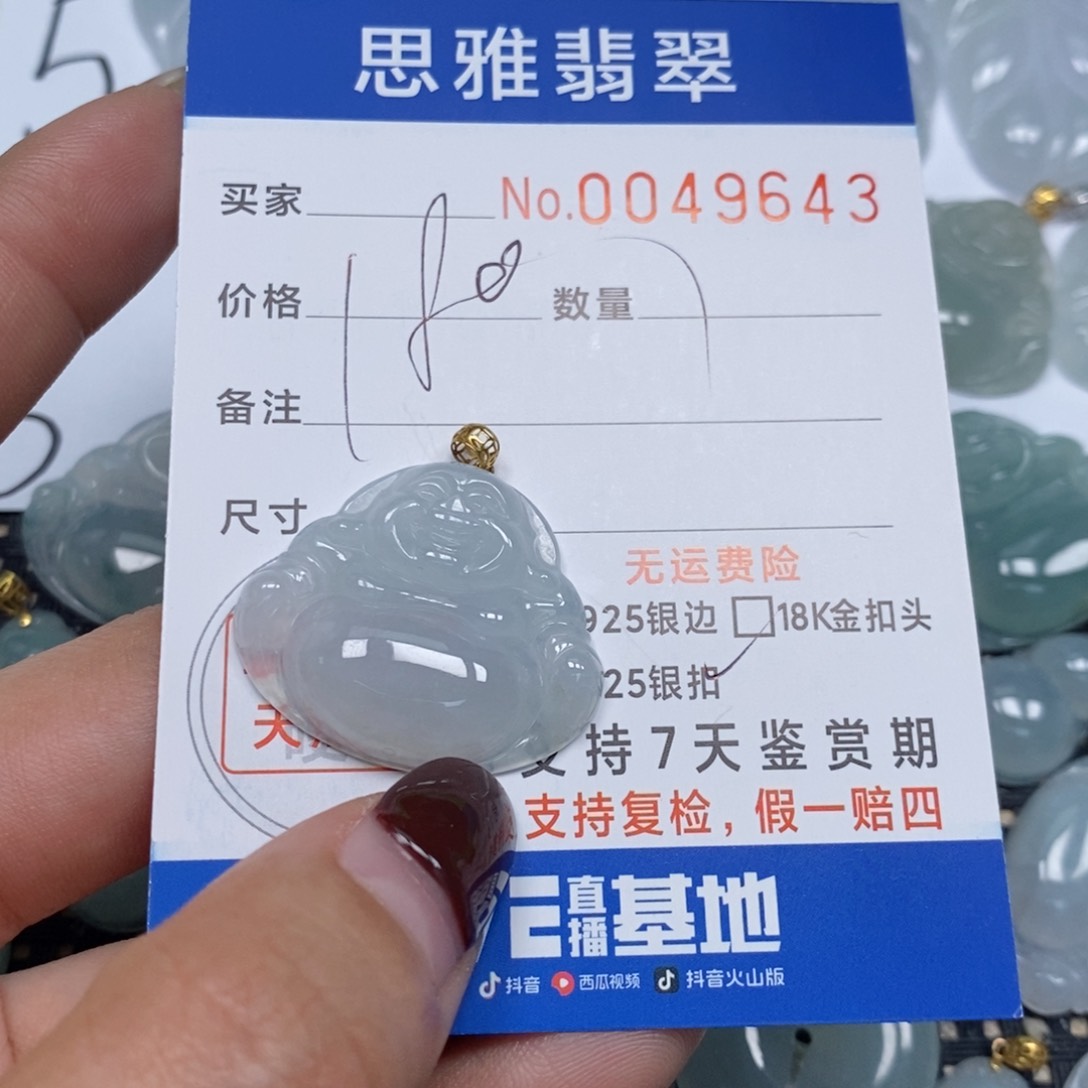 思雅翡翠
5
买家 No.0049643
价格 数量
备注
尺寸
无运费险
925银边 18K金扣头
25银扣
天
支持7天鉴赏期
支持复检，假一赔四
E直播基地
抖音 西瓜视频 抖音火山版